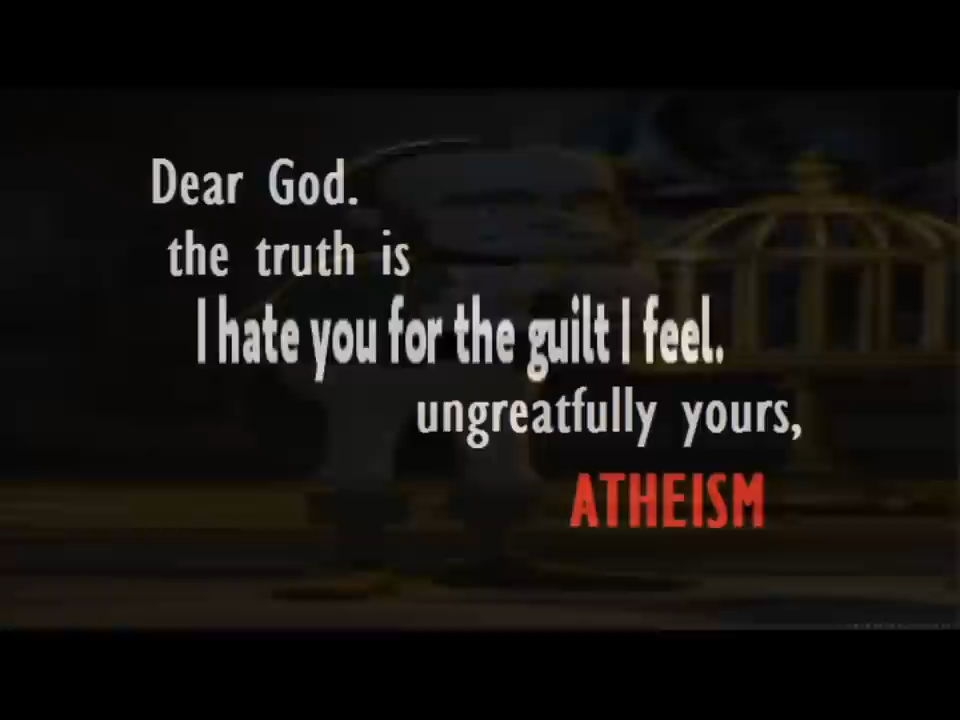 Dear God.
the truth is
I hate you for the guilt I feel.
ungreatfully yours,
ATHEISM